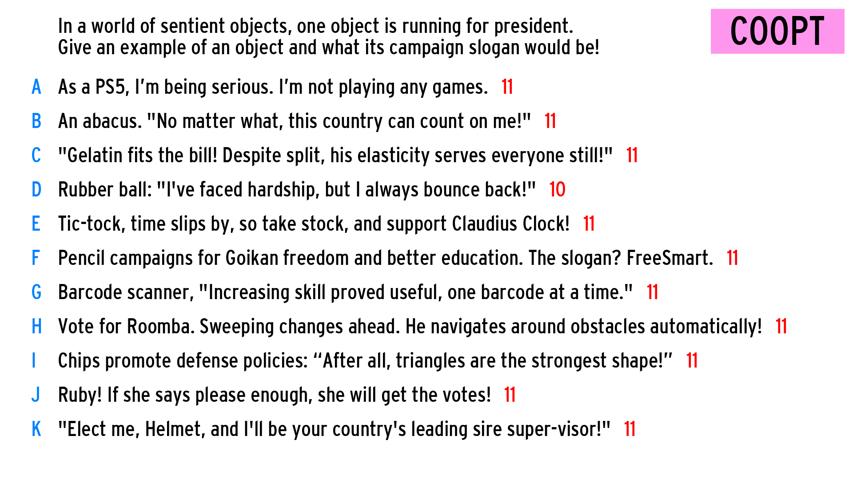 In a world of sentient objects, one object is running for president.
Give an example of an object and what its campaign slogan would be!
COOPT
A As a PS5, I’m being serious. I’m not playing any games. 11
B An abacus. "No matter what, this country can count on me!" 11
C "Gelatin fits the bill! Despite split, his elasticity serves everyone still!" 11
D Rubber ball: "I've faced hardship, but I always bounce back!" 10
E Tic-tock, time slips by, so take stock, and support Claudius Clock! 11
F Pencil campaigns for Goikan freedom and better education. The slogan? FreeSmart. 11
G Barcode scanner, "Increasing skill proved useful, one barcode at a time." 11
H Vote for Roomba. Sweeping changes ahead. He navigates around obstacles automatically! 11
I Chips promote defense policies: “After all, triangles are the strongest shape!” 11
J Ruby! If she says please enough, she will get the votes! 11
K "Elect me, Helmet, and I'll be your country's leading sire super-visor!" 11